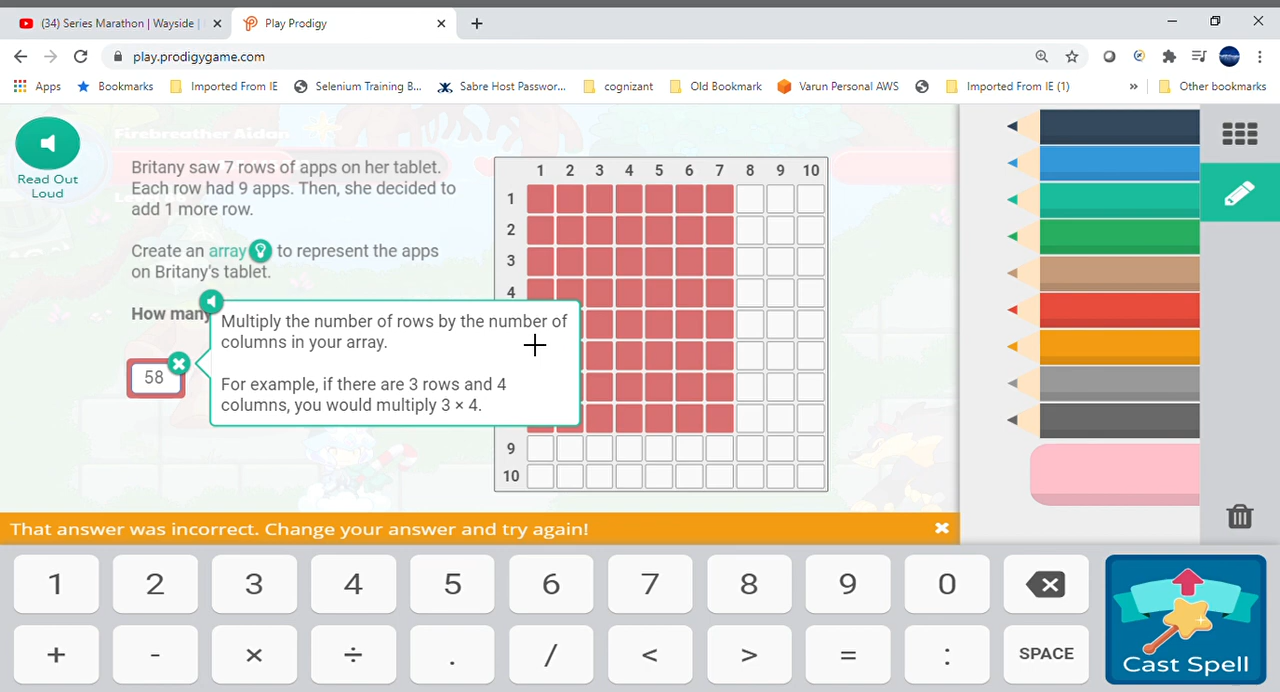 (34) Series Marathon | Wayside |
Play Prodigy
play.prodigygame.com
Apps
Bookmarks
Imported From IE
Selenium Training B...
Sabre Host Passwor...
cognizant
Old Bookmark
Varun Personal AWS
Imported From IE (1)
»
Other bookmarks
Firebreather Aidan
Read Out
Loud
Britany saw 7 rows of apps on her tablet.
Each row had 9 apps. Then, she decided to
add 1 more row.
Create an array to represent the apps
on Britany's tablet.
How many
58
Multiply the number of rows by the number of
columns in your array.
For example, if there are 3 rows and 4
columns, you would multiply 3 × 4.
1 2 3 4 5 6 7 8 9 10
1
2
3
4
9
10
That answer was incorrect. Change your answer and try again!
1 2 3 4 5 6 7 8 9 0
+ - × ÷ . / < > = : SPACE
Cast Spell